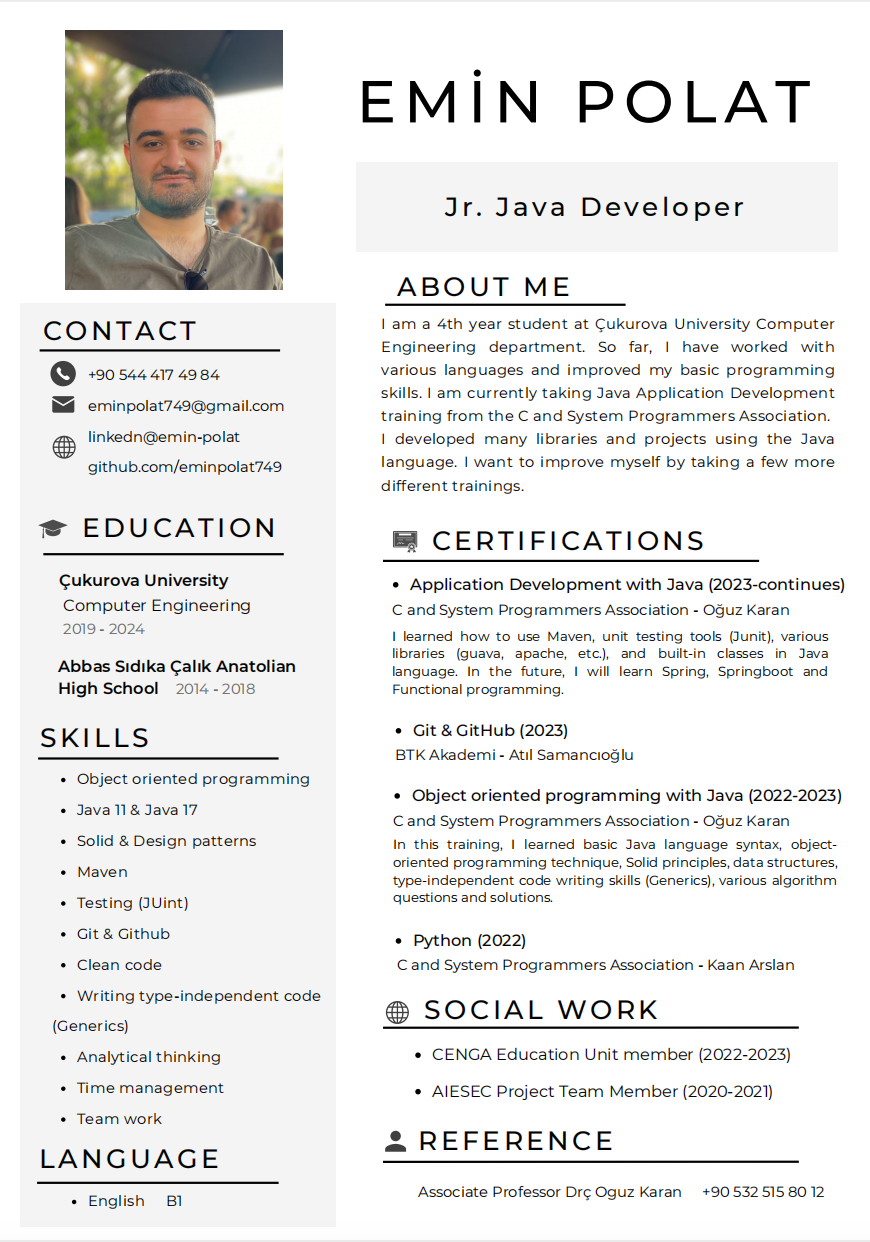 EMİN POLAT
Jr. Java Developer
CONTACT
+90 544 417 49 84
eminpolat749@gmail.com
linkedn@emin-polat
github.com/eminpolat749
EDUCATION
Çukurova University
Computer Engineering
2019 - 2024
Abbas Sıdıka Çalık Anatolian
High School 2014 - 2018
SKILLS
• Object oriented programming
• Java 11 & Java 17
• Solid & Design patterns
• Maven
• Testing (JUint)
• Git & Github
• Clean code
• Writing type-independent code
(Generics)
• Analytical thinking
• Time management
• Team work
LANGUAGE
• English B1
ABOUT ME
I am a 4th year student at Çukurova University Computer
Engineering department. So far, I have worked with
various languages and improved my basic programming
skills. I am currently taking Java Application Development
training from the C and System Programmers Association.
I developed many libraries and projects using the Java
language. I want to improve myself by taking a few more
different trainings.
CERTIFICATIONS
• Application Development with Java (2023-continues)
C and System Programmers Association - Oğuz Karan
I learned how to use Maven, unit testing tools (Junit), various
libraries (guava, apache, etc.), and built-in classes in Java
language. In the future, I will learn Spring, Springboot and
Functional programming.
• Git & GitHub (2023)
BTK Akademi - Atıl Samancıoğlu
• Object oriented programming with Java (2022-2023)
C and System Programmers Association - Oğuz Karan
In this training, I learned basic Java language syntax, object-
oriented programming technique, Solid principles, data structures,
type-independent code writing skills (Generics), various algorithm
questions and solutions.
• Python (2022)
C and System Programmers Association - Kaan Arslan
SOCIAL WORK
• CENGA Education Unit member (2022-2023)
• AIESEC Project Team Member (2020-2021)
REFERENCE
Associate Professor Drç Oguz Karan +90 532 515 80 12